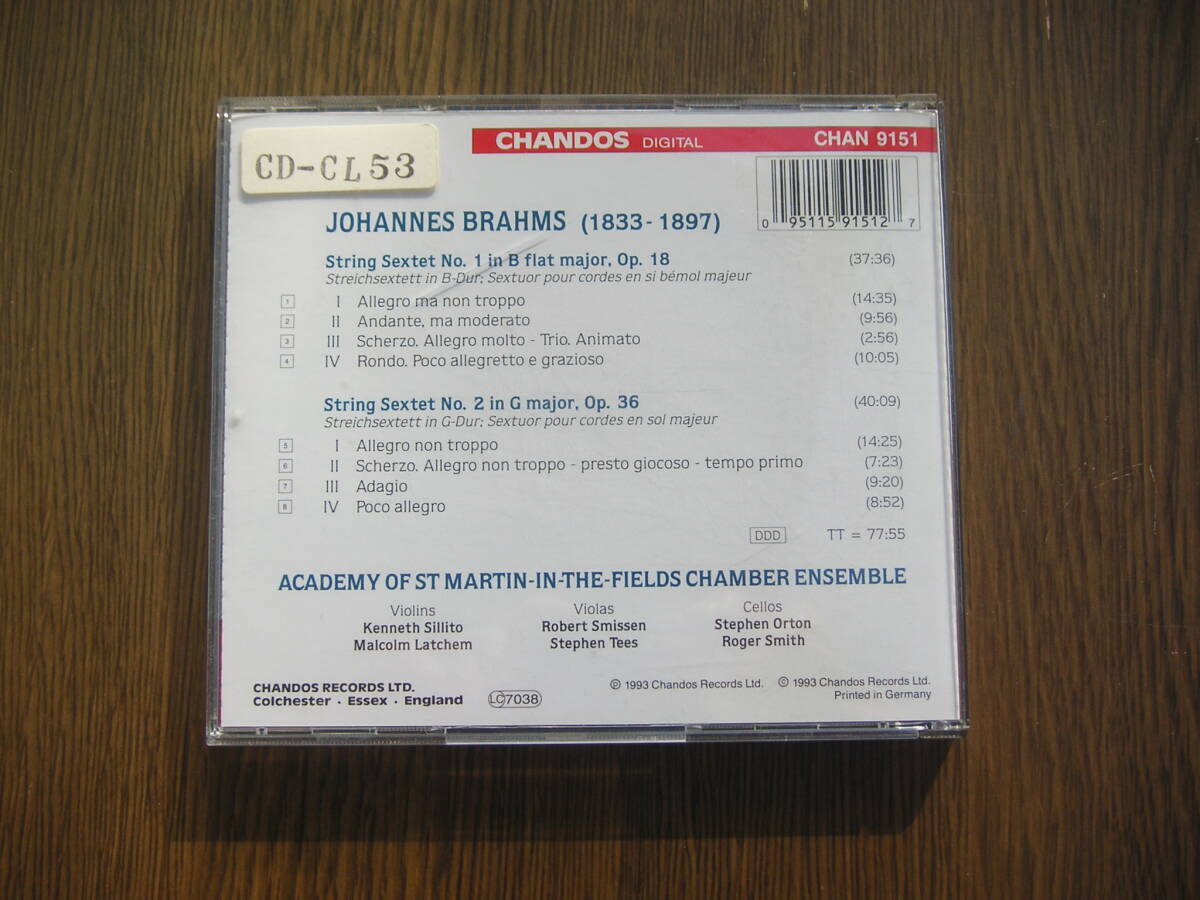 CD-CL53
CHANDOS DIGITAL CHAN 9151
0 95115 91512 7
JOHANNES BRAHMS (1833-1897)
String Sextet No. 1 in B flat major, Op. 18 (37:36)
Streichsextett in B-Dur; Sextuor pour cordes en si bémol majeur
1 I Allegro ma non troppo (14:35)
2 II Andante, ma moderato (9:56)
3 III Scherzo. Allegro molto - Trio. Animato (2:56)
4 IV Rondo. Poco allegretto e grazioso (10:05)
String Sextet No. 2 in G major, Op. 36 (40:09)
Streichsextett in G-Dur; Sextuor pour cordes en sol majeur
5 I Allegro non troppo (14:25)
6 II Scherzo. Allegro non troppo - presto giocoso - tempo primo (7:23)
7 III Adagio (9:20)
8 IV Poco allegro (8:52)
DDD TT = 77:55
ACADEMY OF ST MARTIN-IN-THE-FIELDS CHAMBER ENSEMBLE
Violins Violas Cellos
Kenneth Sillito Robert Smissen Stephen Orton
Malcolm Latchem Stephen Tees Roger Smith
CHANDOS RECORDS LTD. ℗ 1993 Chandos Records Ltd. © 1993 Chandos Records Ltd.
Colchester · Essex · England LC7038 Printed in Germany